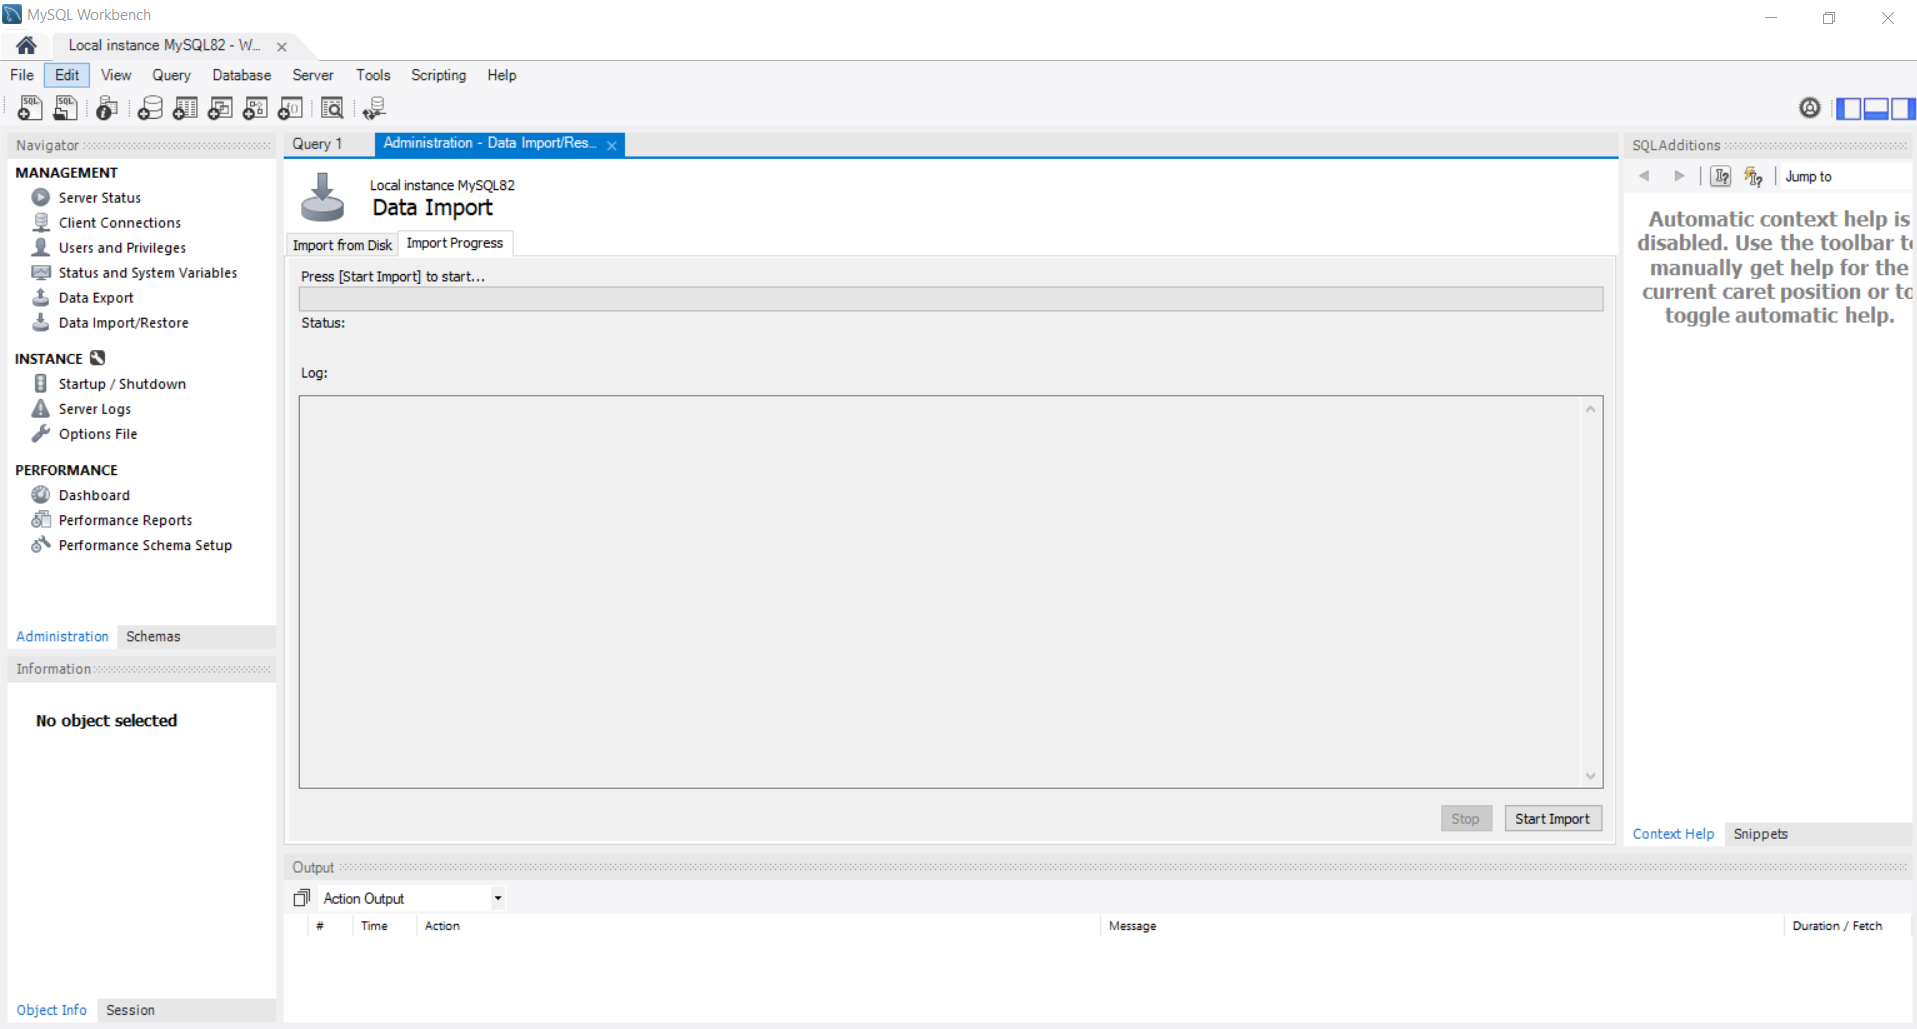 MySQL Workbench
Local instance MySQL82 - W...
File Edit View Query Database Server Tools Scripting Help
Navigator
MANAGEMENT
Server Status
Client Connections
Users and Privileges
Status and System Variables
Data Export
Data Import/Restore
INSTANCE
Startup / Shutdown
Server Logs
Options File
PERFORMANCE
Dashboard
Performance Reports
Performance Schema Setup
Administration Schemas
Information
No object selected
Object Info Session
Query 1 Administration - Data Import/Res...
Local instance MySQL82
Data Import
Import from Disk Import Progress
Press [Start Import] to start...
Status:
Log:
Stop Start Import
Output
Action Output
# Time Action Message Duration / Fetch
SQLAdditions
Jump to
Automatic context help is
disabled. Use the toolbar t
manually get help for the
current caret position or to
toggle automatic help.
Context Help Snippets